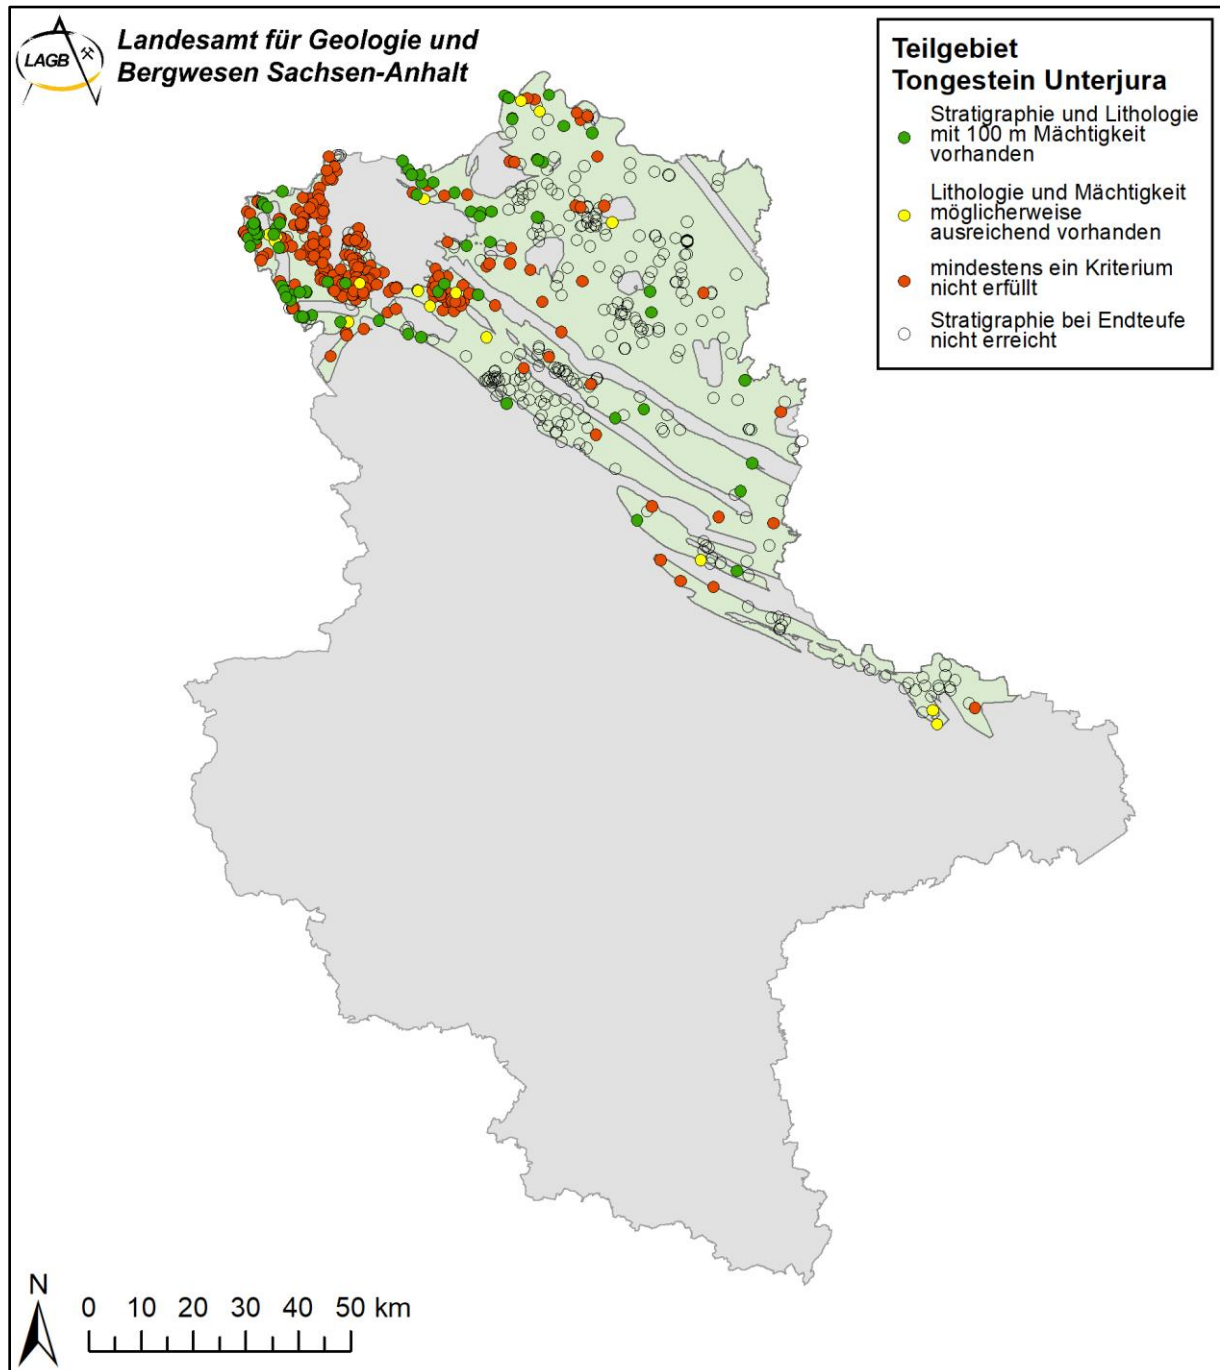 LAGB
Landesamt für Geologie und
Bergwesen Sachsen-Anhalt
Teilgebiet
Tongestein Unterjura
Stratigraphie und Lithologie
mit 100 m Mächtigkeit
vorhanden
Lithologie und Mächtigkeit
möglicherweise
ausreichend vorhanden
mindestens ein Kriterium
nicht erfüllt
Stratigraphie bei Endteufe
nicht erreicht
N
0 10 20 30 40 50 km